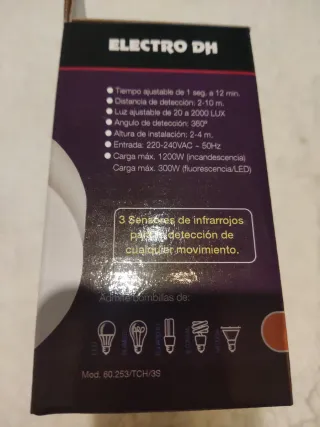 ELECTRO DH
● Tiempo ajustable de 1 seg. a 12 min.
● Distancia de detección: 2-10 m.
● Luz ajustable de 20 a 2000 LUX
● Angulo de detección: 360º
● Altura de instalación: 2-4 m.
● Entrada: 220-240VAC ~ 50Hz
● Carga máx. 1200W (incandescencia)
Carga máx. 300W (fluorescencia/LED)
3 Sensores de infrarrojos
para la detección de
cualquier movimiento.
Admite bombillas de:
LED
Mod. 60.253/TCH/3S